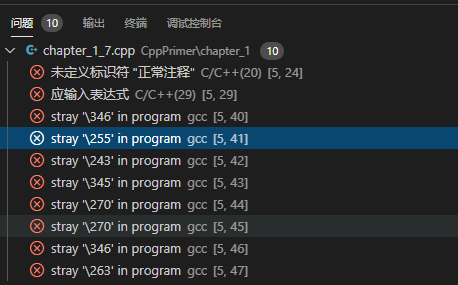 问题 10 输出 终端 调试控制台
chapter_1_7.cpp CppPrimer\chapter_1 10
未定义标识符 "正常注释" C/C++(20) [5, 24]
应输入表达式 C/C++(29) [5, 29]
stray '\346' in program gcc [5, 40]
stray '\255' in program gcc [5, 41]
stray '\243' in program gcc [5, 42]
stray '\345' in program gcc [5, 43]
stray '\270' in program gcc [5, 44]
stray '\270' in program gcc [5, 45]
stray '\346' in program gcc [5, 46]
stray '\263' in program gcc [5, 47]